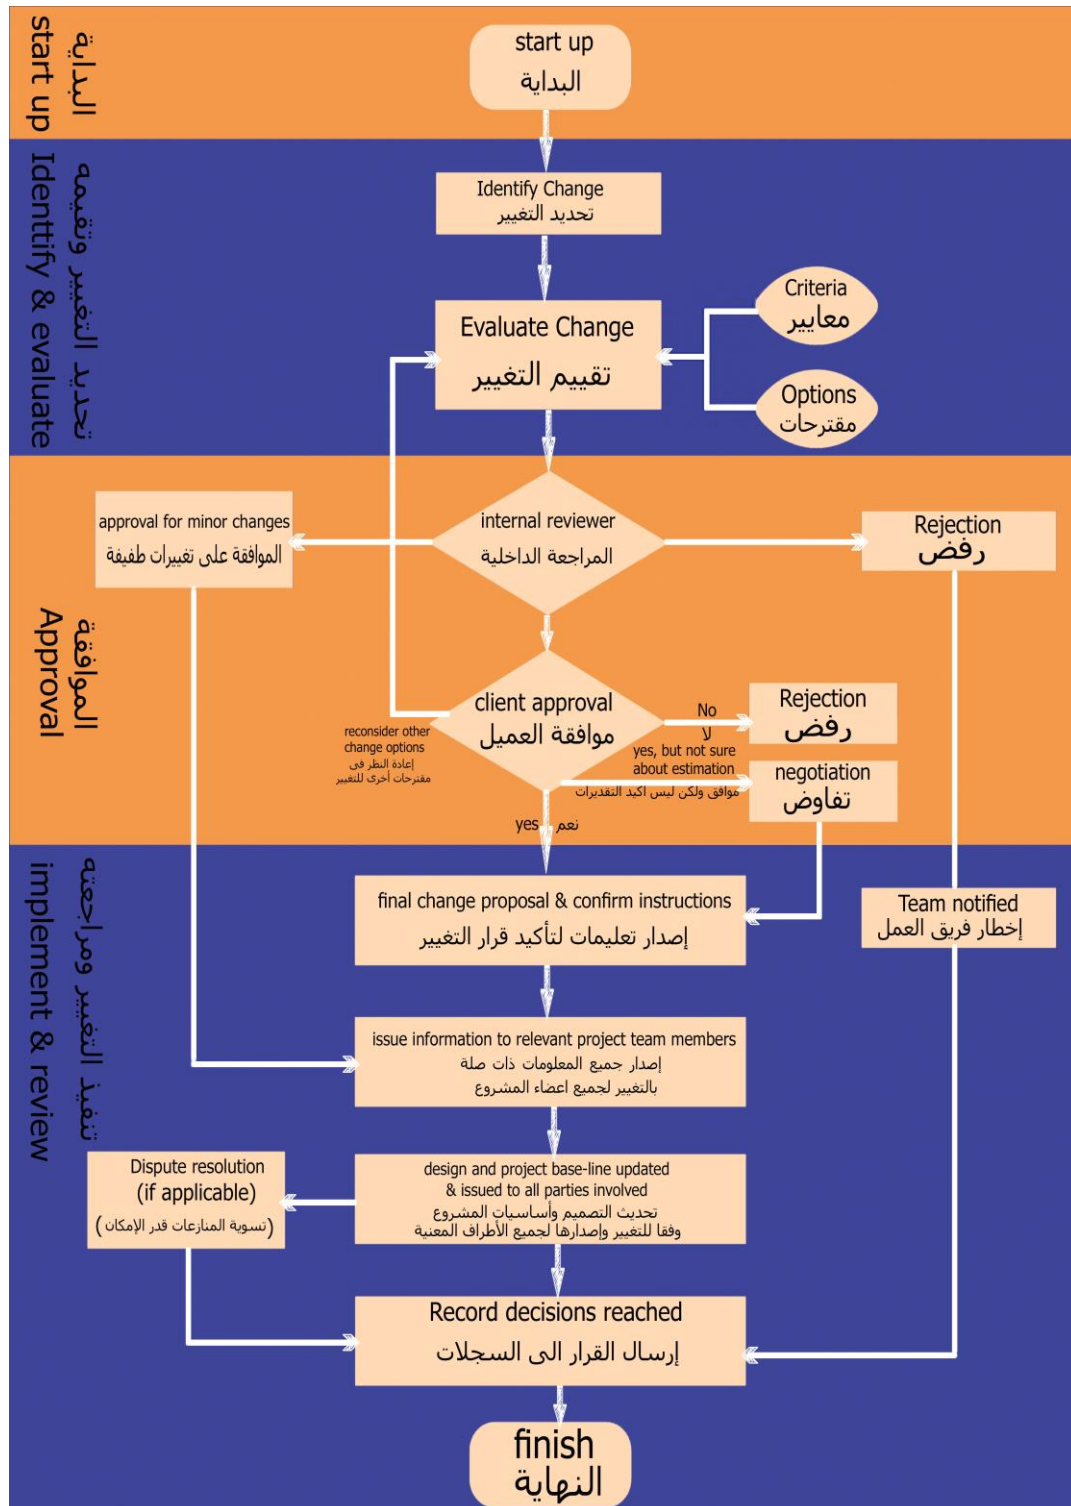 البداية
start up
start up
البداية
تحديد التغيير وتقيمه
Identtify & evaluate
Identify Change
تحديد التغيير
Evaluate Change
تقييم التغيير
Criteria
معايير
Options
مقترحات
الموافقة
Approval
internal reviewer
المراجعة الداخلية
approval for minor changes
الموافقة على تغييرات طفيفة
Rejection
رفض
client approval
موافقة العميل
reconsider other
change options
إعادة النظر في
مقترحات أخرى للتغيير
No
لا
Rejection
رفض
yes, but not sure
about estimation
موافق ولكن ليس اكيد التقديرات
negotiation
تفاوض
yes نعم
تنفيذ التغيير ومراجعته
implement & review
final change proposal & confirm instructions
إصدار تعليمات لتأكيد قرار التغيير
Team notified
إخطار فريق العمل
issue information to relevant project team members
إصدار جميع المعلومات ذات صلة
بالتغيير لجميع اعضاء المشروع
design and project base-line updated
& issued to all parties involved
تحديث التصميم وأساسيات المشروع
وفقا للتغيير وإصدارها لجميع الأطراف المعنية
Dispute resolution
(if applicable)
(تسوية المنازعات قدر الإمكان)
Record decisions reached
إرسال القرار الى السجلات
finish
النهاية